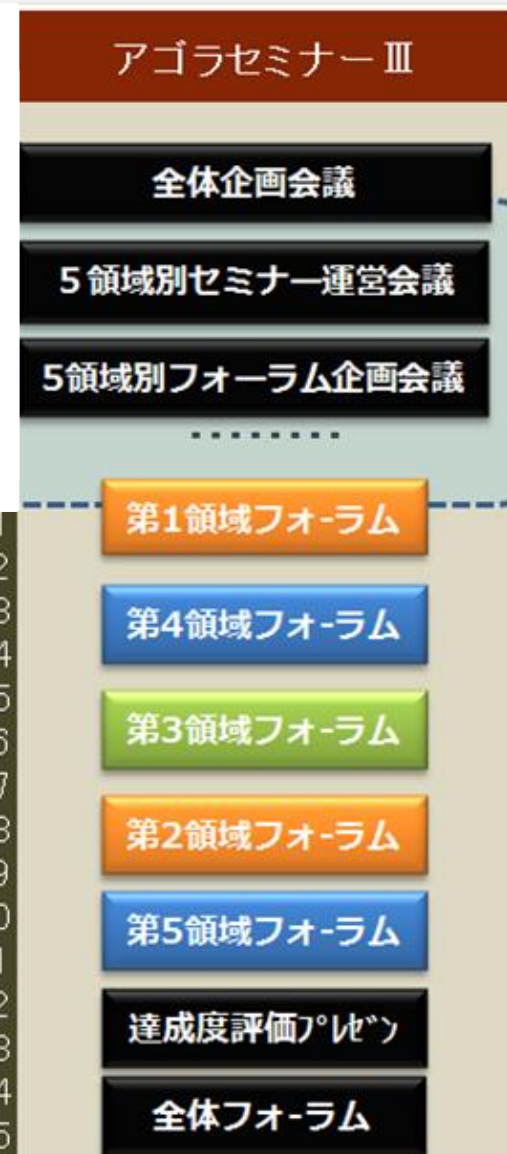 アゴラセミナーⅢ
全体企画会議
5領域別セミナー運営会議
5領域別フォーラム企画会議
........
第1領域フォｰラム
第4領域フォｰラム
第3領域フォｰラム
第2領域フォｰラム
第5領域フォｰラム
達成度評価ﾌﾟﾚｾﾞﾝ
全体フォｰラム